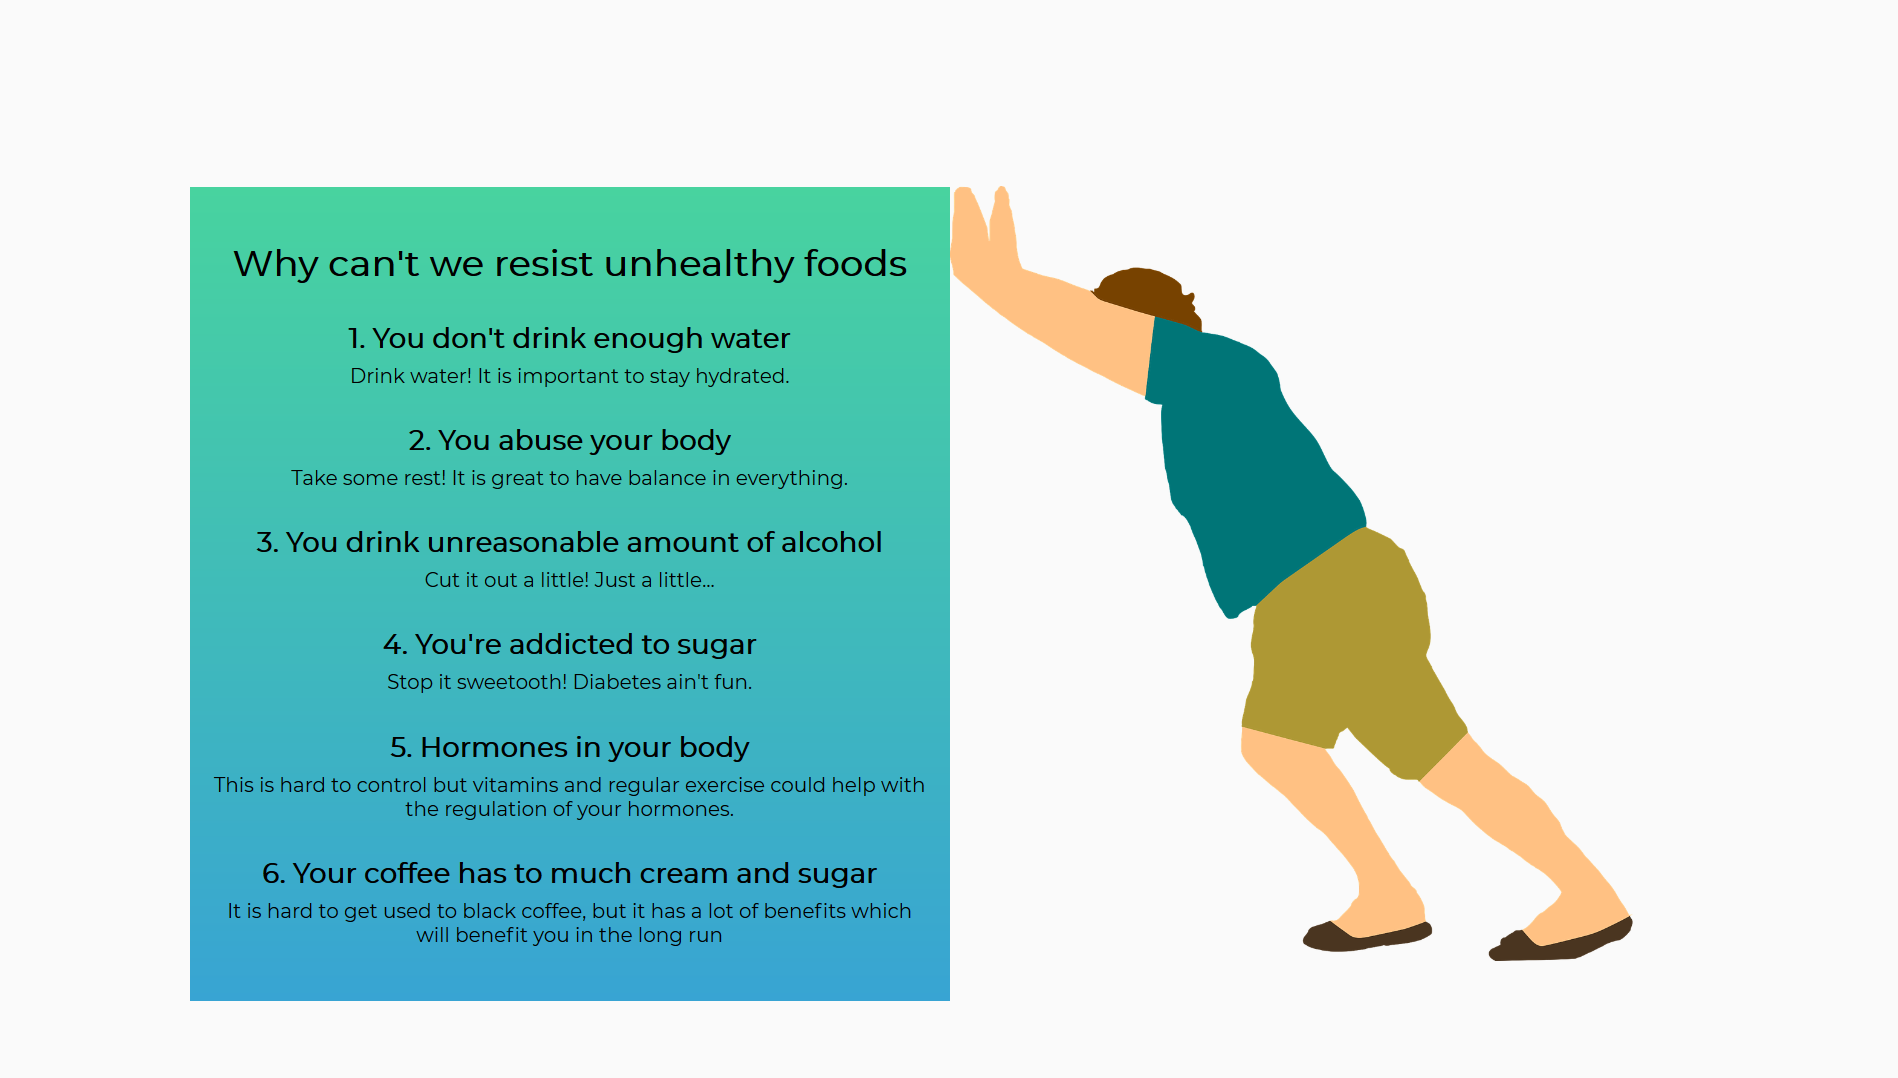 Why can't we resist unhealthy foods
1. You don't drink enough water
Drink water! It is important to stay hydrated.
2. You abuse your body
Take some rest! It is great to have balance in everything.
3. You drink unreasonable amount of alcohol
Cut it out a little! Just a little...
4. You're addicted to sugar
Stop it sweetooth! Diabetes ain't fun.
5. Hormones in your body
This is hard to control but vitamins and regular exercise could help with
the regulation of your hormones.
6. Your coffee has to much cream and sugar
It is hard to get used to black coffee, but it has a lot of benefits which
will benefit you in the long run